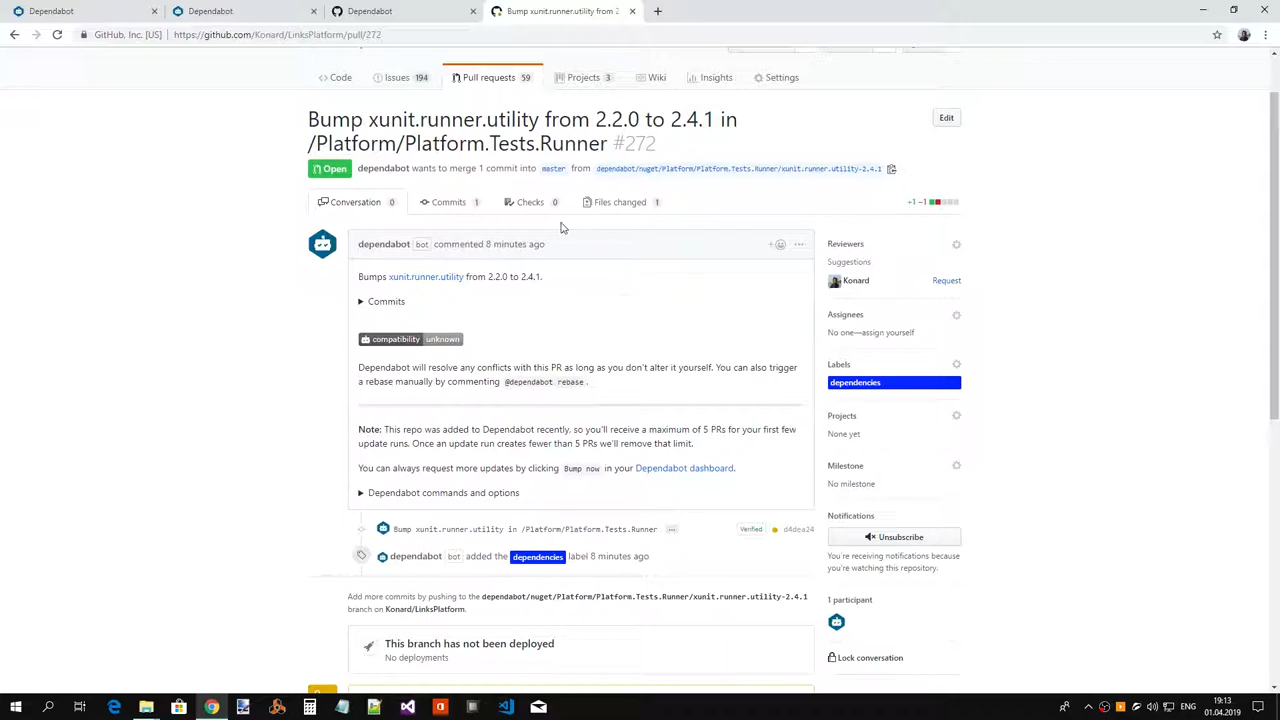 Dependabot
Dependabot.
Dependabot
Bump xunit.runner.utility from 2
GitHub, Inc. [US]
https://github.com/Konard/LinksPlatform/pull/272
Code
Issues 194
Pull requests 59
Projects 3
Wiki
Insights
Settings
Bump xunit.runner.utility from 2.2.0 to 2.4.1 in
/Platform/Platform.Tests.Runner #272
Edit
Open
dependabot wants to merge 1 commit into master from dependabot/nuget/Platform/Platform.Tests.Runner/xunit.runner.utility-2.4.1
Conversation 0
Commits 1
Checks 0
Files changed 1
+1 −1
dependabot bot commented 8 minutes ago
Bumps xunit.runner.utility from 2.2.0 to 2.4.1.
Commits
compatibility unknown
Dependabot will resolve any conflicts with this PR as long as you don't alter it yourself. You can also trigger
a rebase manually by commenting @dependabot rebase.
Note: This repo was added to Dependabot recently, so you'll receive a maximum of 5 PRs for your first few
update runs. Once an update run creates fewer than 5 PRs we'll remove that limit.
You can always request more updates by clicking Bump now in your Dependabot dashboard.
Dependabot commands and options
Bump xunit.runner.utility in /Platform/Platform.Tests.Runner
Verified
d4dea24
dependabot bot added the dependencies label 8 minutes ago
Add more commits by pushing to the dependabot/nuget/Platform/Platform.Tests.Runner/xunit.runner.utility-2.4.1
branch on Konard/LinksPlatform.
This branch has not been deployed
No deployments
Reviewers
Suggestions
Konard
Request
Assignees
No one—assign yourself
Labels
dependencies
Projects
None yet
Milestone
No milestone
Notifications
Unsubscribe
You're receiving notifications because
you're watching this repository.
1 participant
Lock conversation
ENG
19:13
01.04.2019